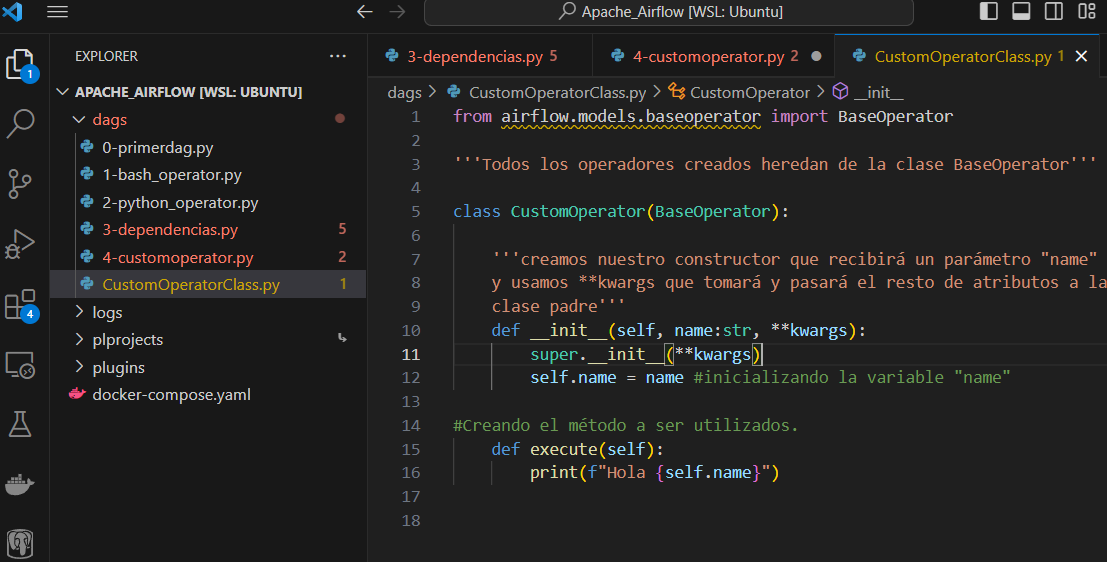 Apache_Airflow [WSL: Ubuntu]
EXPLORER
3-dependencias.py 5
4-customoperator.py 2
CustomOperatorClass.py 1
1
APACHE_AIRFLOW [WSL: UBUNTU]
dags
0-primerdag.py
1-bash_operator.py
2-python_operator.py
3-dependencias.py 5
4-customoperator.py 2
CustomOperatorClass.py 1
logs
plprojects
plugins
docker-compose.yaml
4
dags > CustomOperatorClass.py > CustomOperator > __init__
1 from airflow.models.baseoperator import BaseOperator
2
3 '''Todos los operadores creados heredan de la clase BaseOperator'''
4
5 class CustomOperator(BaseOperator):
6
7 '''creamos nuestro constructor que recibirá un parámetro "name"
8 y usamos **kwargs que tomará y pasará el resto de atributos a la
9 clase padre'''
10 def __init__(self, name:str, **kwargs):
11 super.__init__(**kwargs)
12 self.name = name #inicializando la variable "name"
13
14 #Creando el método a ser utilizados.
15 def execute(self):
16 print(f"Hola {self.name}")
17
18